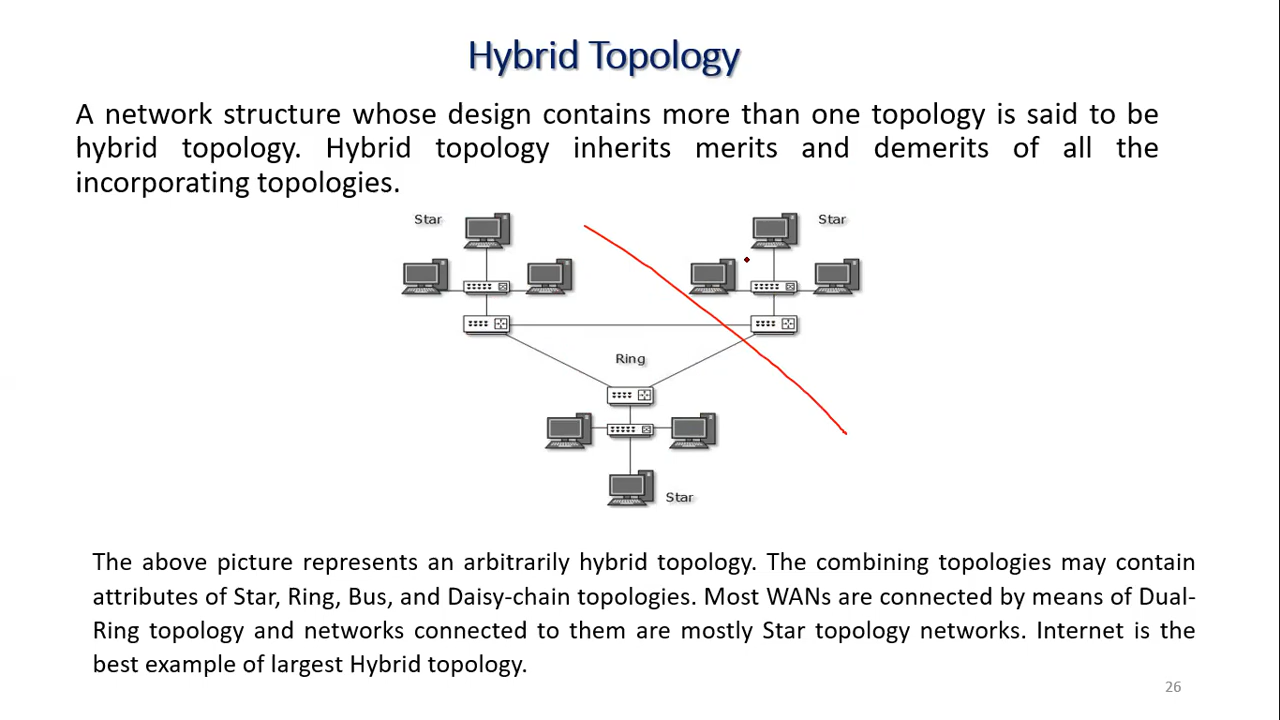 Hybrid Topology
A network structure whose design contains more than one topology is said to be
hybrid topology. Hybrid topology inherits merits and demerits of all the
incorporating topologies.
Star
Star
Ring
Star
The above picture represents an arbitrarily hybrid topology. The combining topologies may contain
attributes of Star, Ring, Bus, and Daisy-chain topologies. Most WANs are connected by means of Dual-
Ring topology and networks connected to them are mostly Star topology networks. Internet is the
best example of largest Hybrid topology.
26